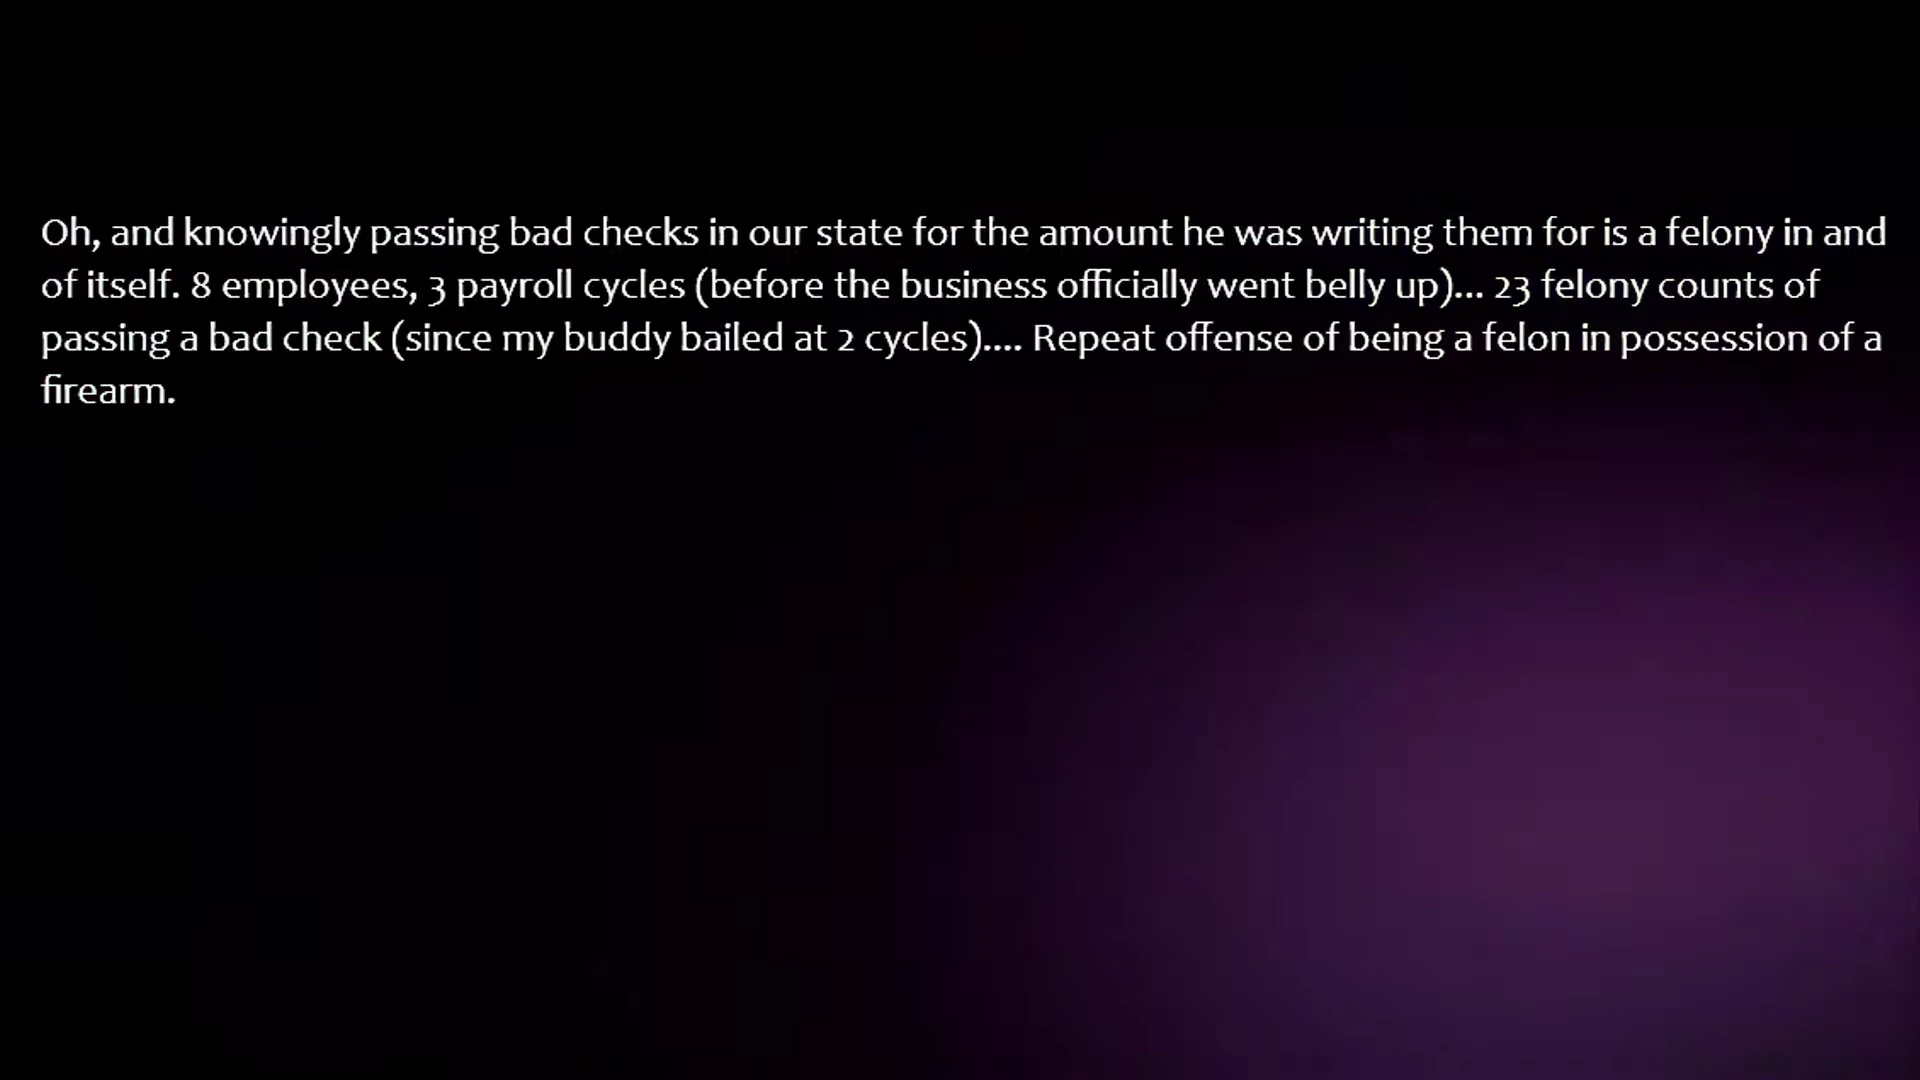 Oh, and knowingly passing bad checks in our state for the amount he was writing them for is a felony in and
of itself. 8 employees, 3 payroll cycles (before the business officially went belly up)... 23 felony counts of
passing a bad check (since my buddy bailed at 2 cycles).... Repeat offense of being a felon in possession of a
firearm.